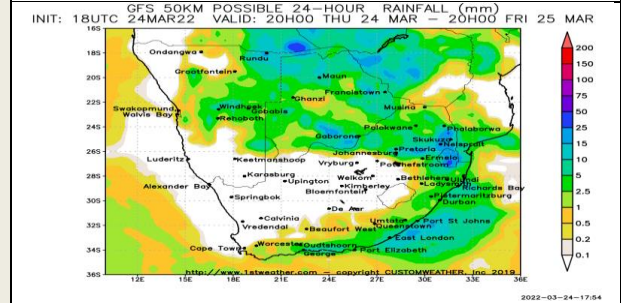 GFS 50KM POSSIBLE 24-HOUR RAINFALL (mm)
INIT: 18UTC 24MAR22 VALID: 20H00 THU 24 MAR – 20H00 FRI 25 MAR
16S
Ondangwa
Rundu
18S
200
Grootfontein
Maun
150
20S
Francistown
100
Ghanzi
Musina
75
22S
Swakopmund
Windhoek
Gobabis
Walvis Bay
Rehoboth
Polokwane
Phalaborwa
50
24S
Gaborone
Skukuza
25
Pretoria
Nelspruit
Johannesburg
15
26S
Luderitz
Keetmanshoop
Vryburg
Potchefstroom
Ermelo
10
Karasburg
Welkom
Bethlehem
Ulundi
5
28S
Upington
Kimberley
Ladysmith
Richards Bay
Alexander Bay
Bloemfontein
2.5
Springbok
Pietermaritzburg
30S
Durban
1
De Aar
Calvinia
Umtata
Port St Johns
0.5
32S
Vredendal
Beaufort West
Queenstown
East London
0.2
34S
Cape Town
Worcester
Oudtshoorn
George
Port Elizabeth
0.1
http://www.1stweather.com – copyright CUSTOMWEATHER, Inc 2019
36S
12E 15E 18E 21E 24E 27E 30E 33E 36E
2022-03-24-17:54